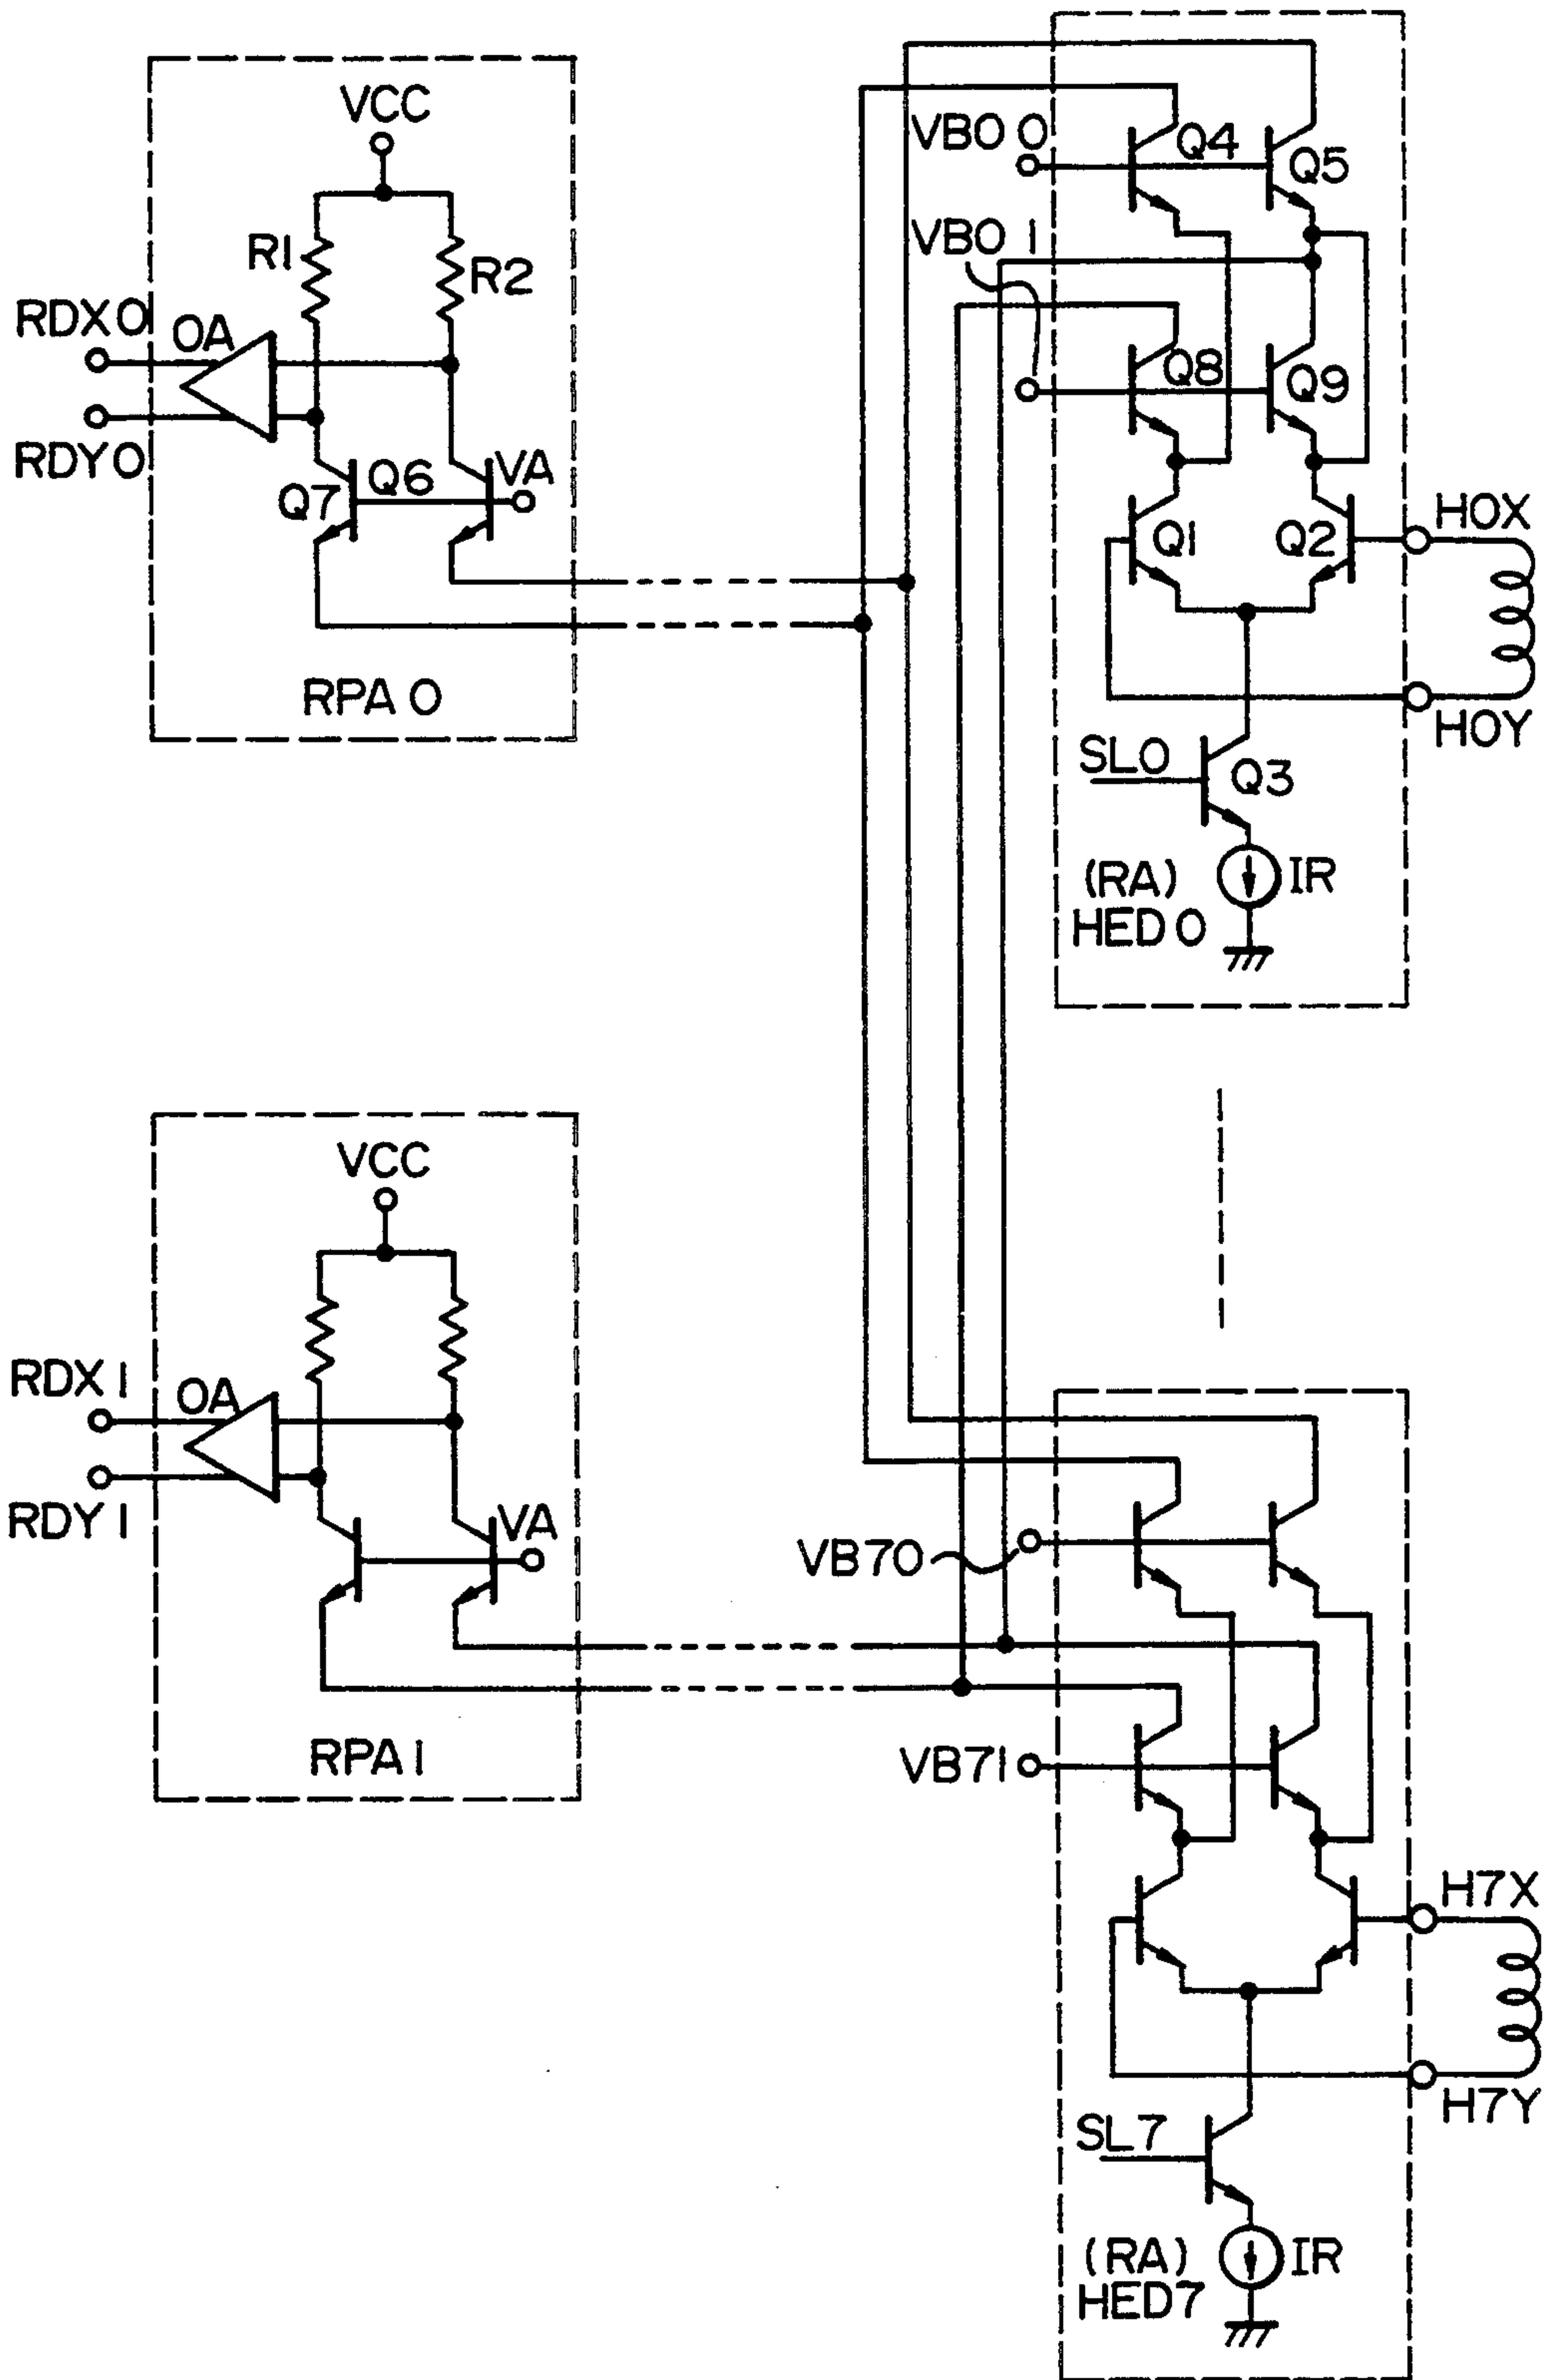 VCC
R1
R2
RDX0
OA
RDY0
Q7
Q6
VA
RPA0
VB00
Q4
Q5
VB01
Q8
Q9
Q1
Q2
H0X
H0Y
SL0
Q3
(RA)
HED0
IR
VCC
RDX1
OA
RDY1
VA
RPA1
VB70
VB71
H7X
H7Y
SL7
(RA)
HED7
IR